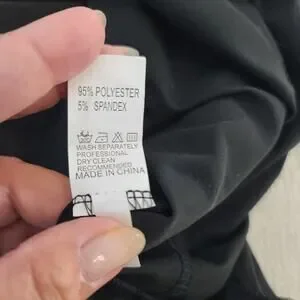 95% POLYESTER
5% SPANDEX
WASH SEPARATELY
PROFESSIONAL
DRY CLEAN
RECOMMENDED
MADE IN CHINA